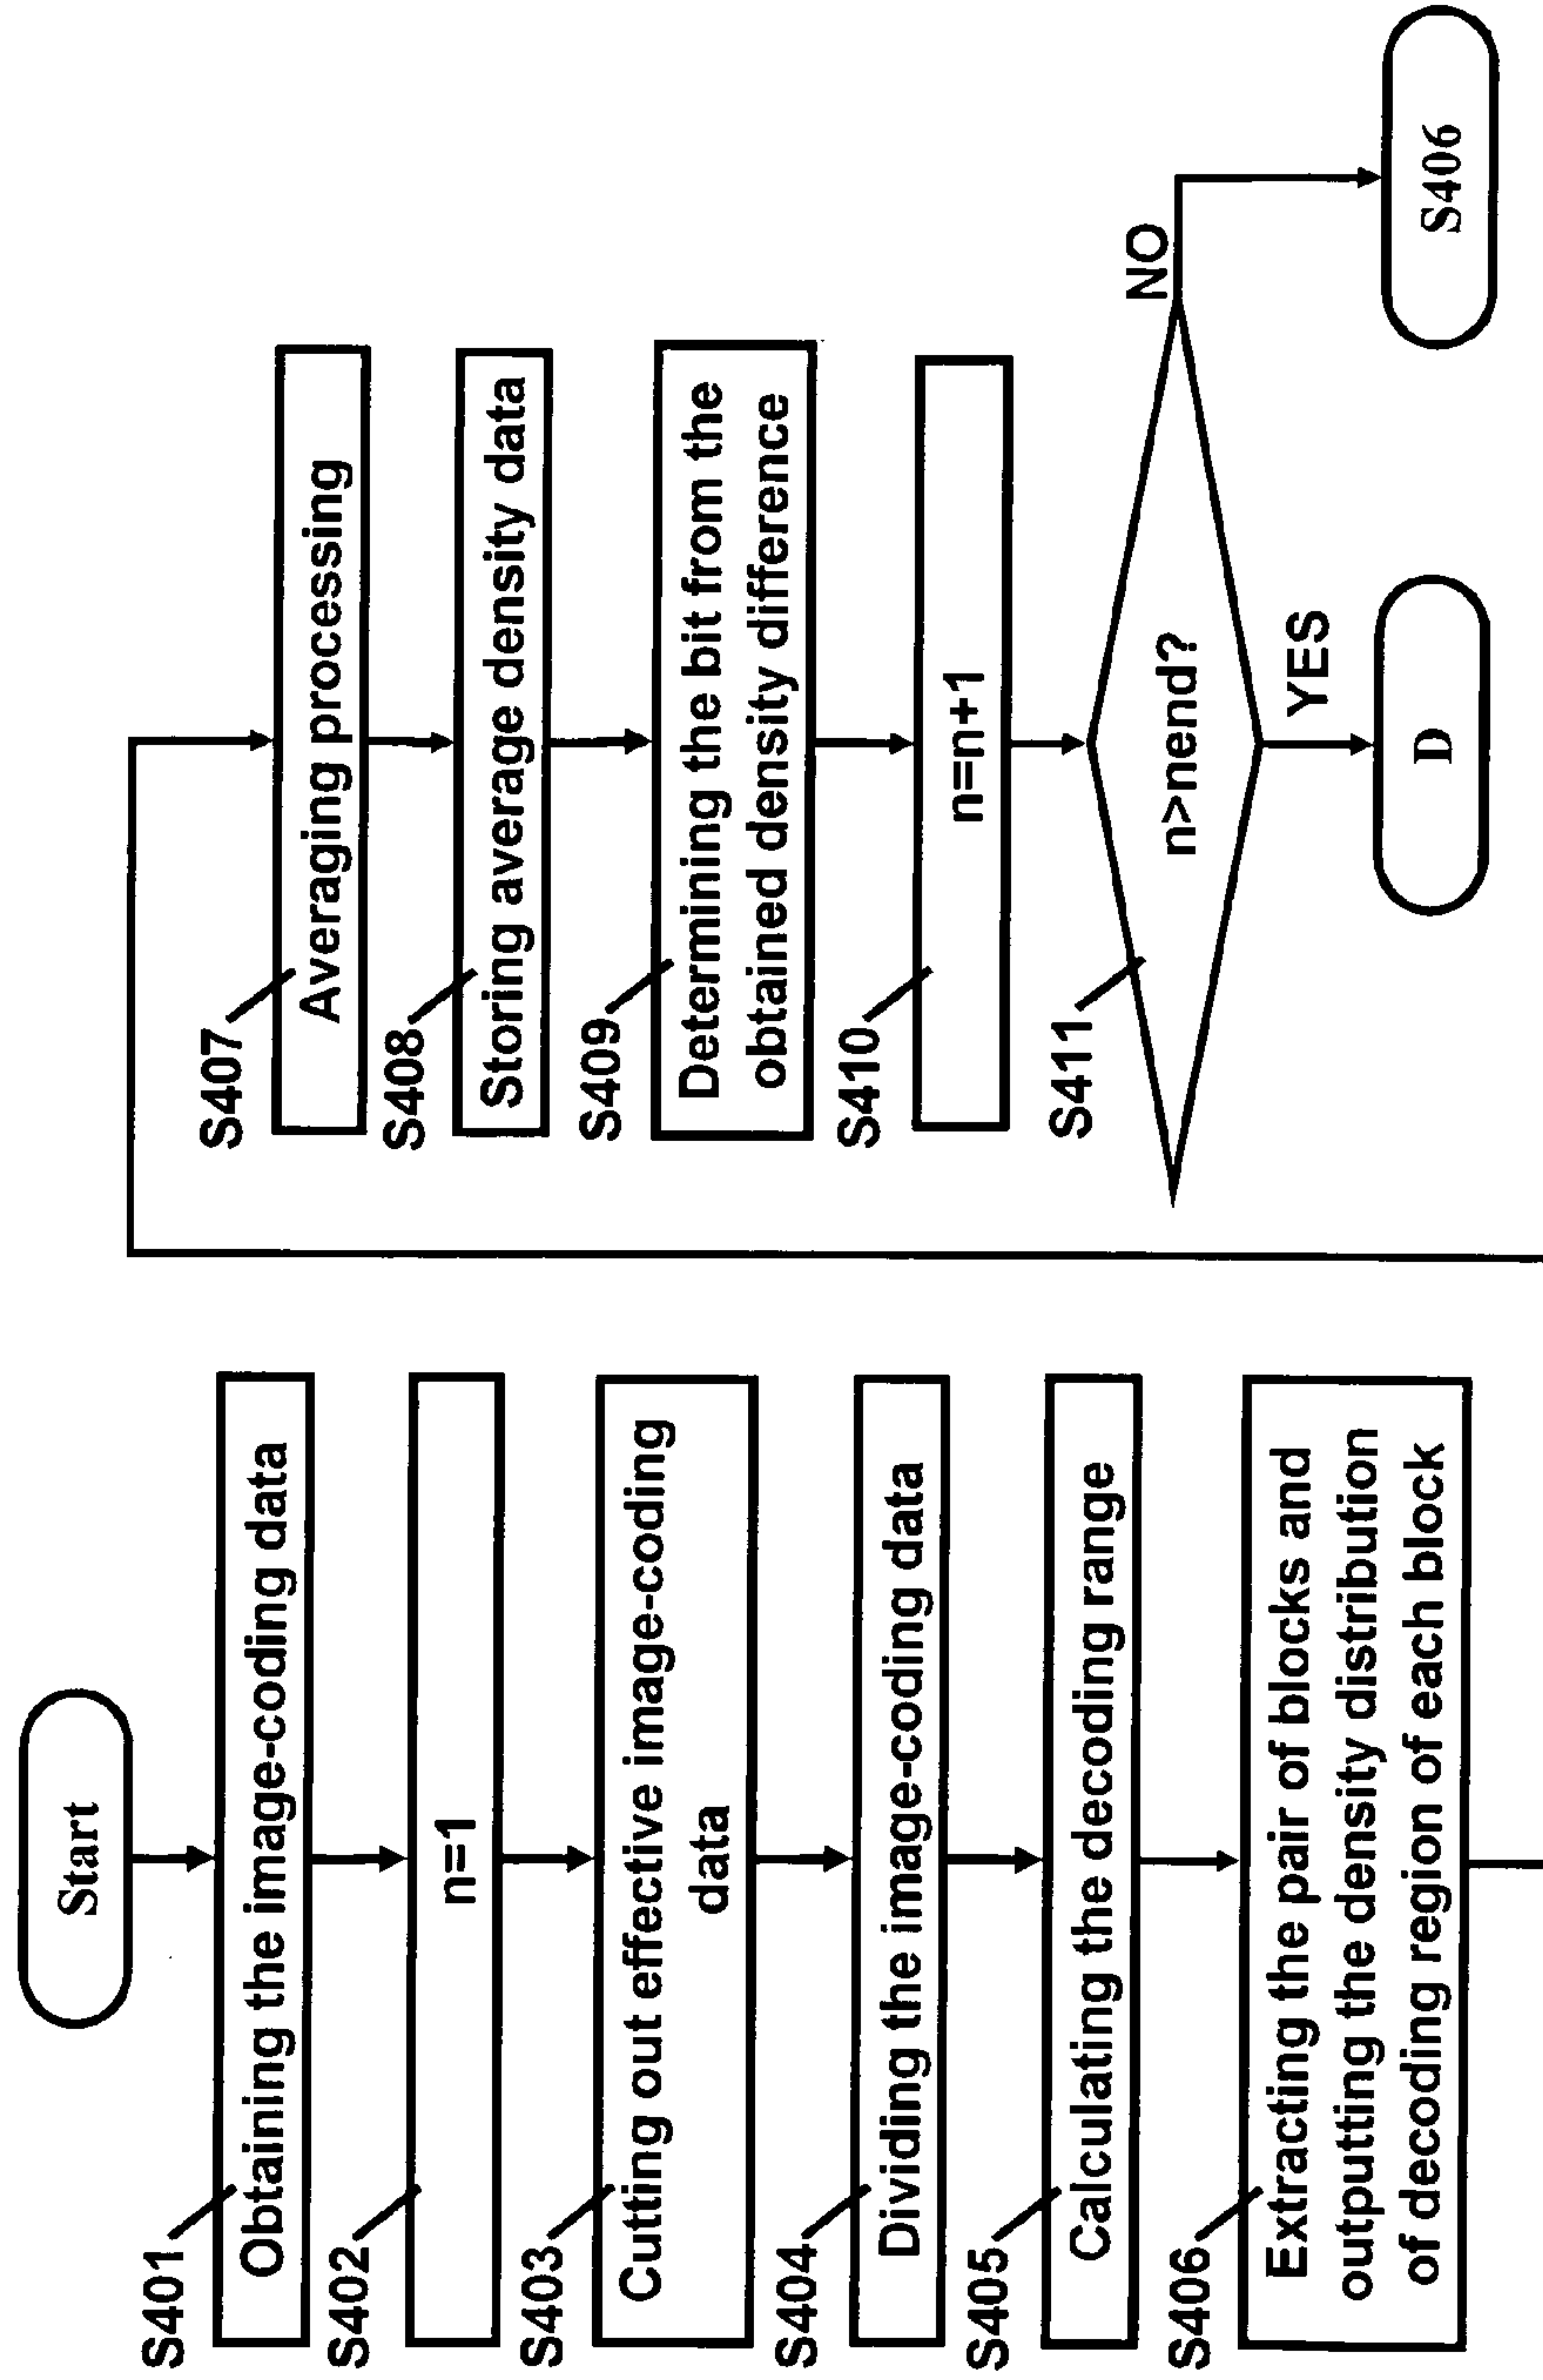 Start
S401
Obtaining the image-coding data
S402
n=1
S403
Cutting out effective image-coding
data
S404
Dividing the image-coding data
S405
Calculating the decoding range
S406
Extracting the pair of blocks and
outputting the density distribution
of decoding region of each block
S407
Averaging processing
S408
Storing average density data
S409
Determining the bit from the
obtained density difference
S410
n=n+1
S411
n>nend?
NO
YES
D
S406